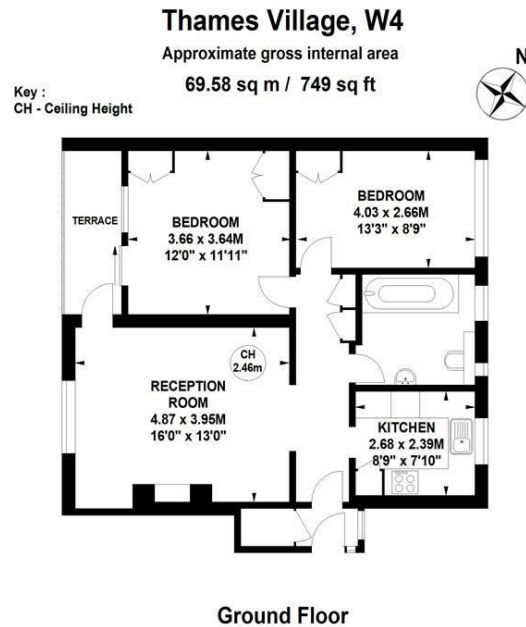 Thames Village, W4
Approximate gross internal area
69.58 sq m / 749 sq ft
N
Key :
CH - Ceiling Height
TERRACE
BEDROOM
3.66 x 3.64M
12'0" x 11'11"
BEDROOM
4.03 x 2.66M
13'3" x 8'9"
CH
2.46m
RECEPTION
ROOM
4.87 x 3.95M
16'0" x 13'0"
KITCHEN
2.68 x 2.39M
8'9" x 7'10"
Ground Floor